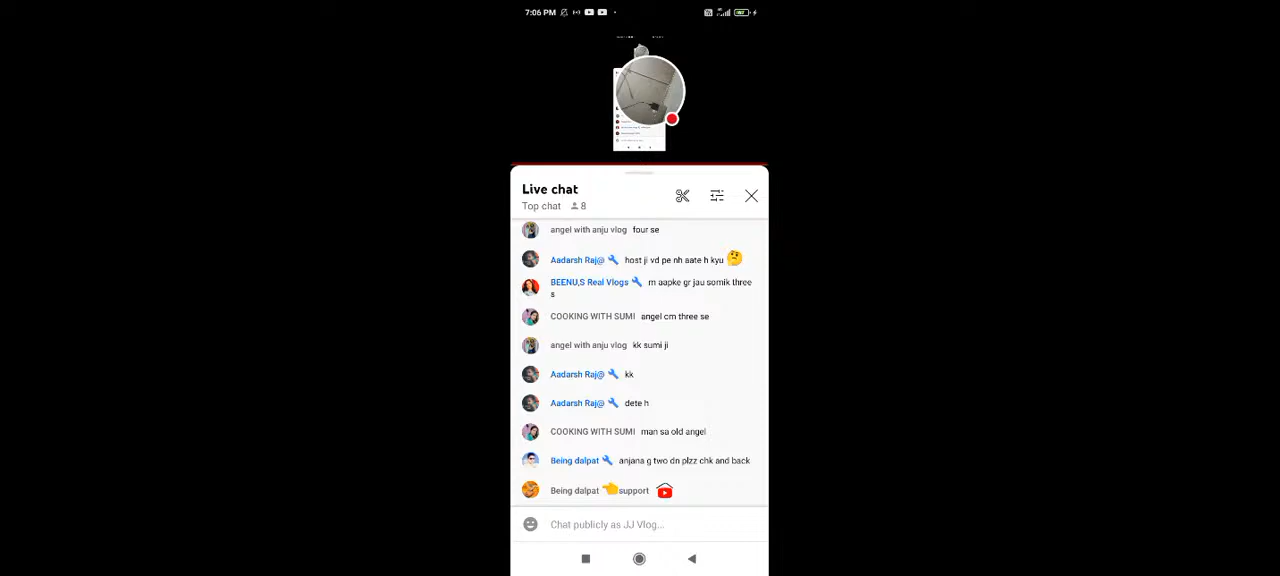 7:06 PM
Live chat
Top chat 8
angel with anju vlog four se
Aadarsh Raj@ host ji vd pe nh aate h kyu 🤔
BEENU,S Real Vlogs m aapke gr jau somik three
s
COOKING WITH SUMI angel cm three se
angel with anju vlog kk sumi ji
Aadarsh Raj@ kk
Aadarsh Raj@ dete h
COOKING WITH SUMI man sa old angel
Being dalpat anjana g two dn plzz chk and back
Being dalpat 👈support
Chat publicly as JJ Vlog...